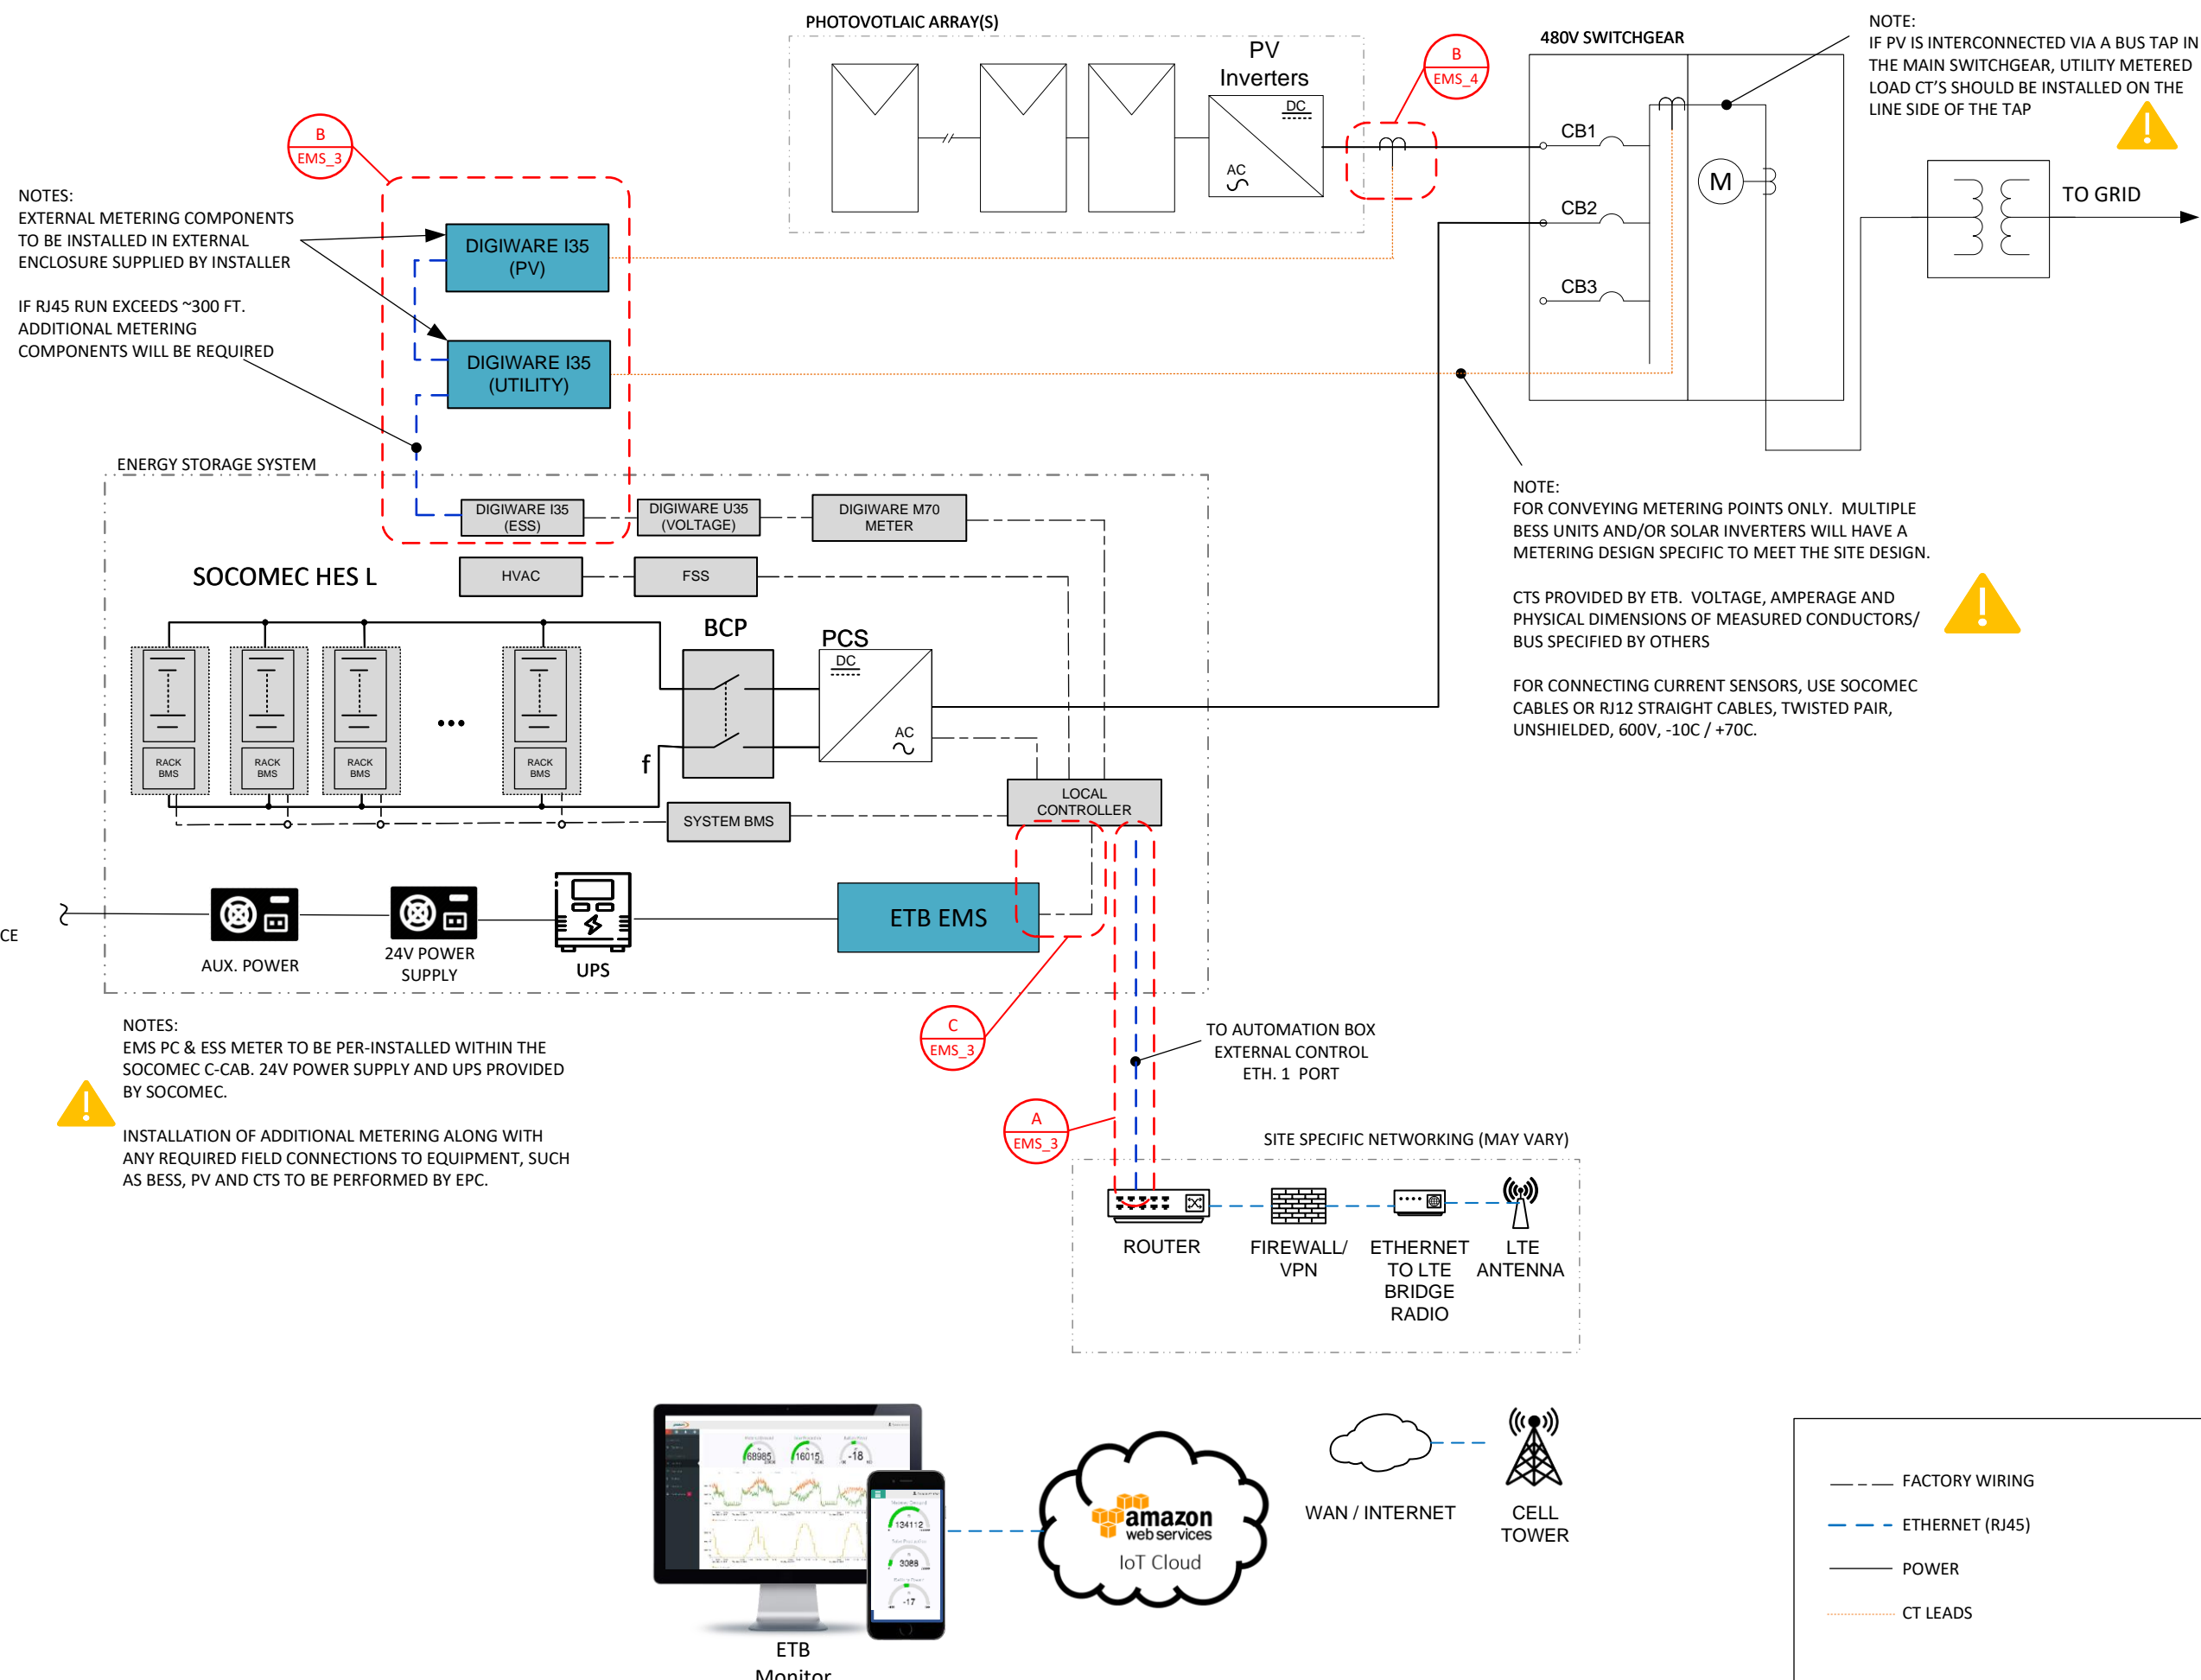 PHOTOVOTLAIC ARRAY(S)
PV
Inverters
DC
AC
B
EMS_4
480V SWITCHGEAR
CB1
CB2
CB3
M
NOTE:
IF PV IS INTERCONNECTED VIA A BUS TAP IN
THE MAIN SWITCHGEAR, UTILITY METERED
LOAD CT'S SHOULD BE INSTALLED ON THE
LINE SIDE OF THE TAP
TO GRID
B
EMS_3
NOTES:
EXTERNAL METERING COMPONENTS
TO BE INSTALLED IN EXTERNAL
ENCLOSURE SUPPLIED BY INSTALLER
IF RJ45 RUN EXCEEDS ~300 FT.
ADDITIONAL METERING
COMPONENTS WILL BE REQUIRED
DIGIWARE I35
(PV)
DIGIWARE I35
(UTILITY)
ENERGY STORAGE SYSTEM
DIGIWARE I35
(ESS)
DIGIWARE U35
(VOLTAGE)
DIGIWARE M70
METER
SOCOMEC HES L
HVAC
FSS
BCP
PCS
DC
AC
RACK
BMS
RACK
BMS
RACK
BMS
RACK
BMS
f
SYSTEM BMS
LOCAL
CONTROLLER
NOTE:
FOR CONVEYING METERING POINTS ONLY. MULTIPLE
BESS UNITS AND/OR SOLAR INVERTERS WILL HAVE A
METERING DESIGN SPECIFIC TO MEET THE SITE DESIGN.
CTS PROVIDED BY ETB. VOLTAGE, AMPERAGE AND
PHYSICAL DIMENSIONS OF MEASURED CONDUCTORS/
BUS SPECIFIED BY OTHERS
FOR CONNECTING CURRENT SENSORS, USE SOCOMEC
CABLES OR RJ12 STRAIGHT CABLES, TWISTED PAIR,
UNSHIELDED, 600V, -10C / +70C.
CE
AUX. POWER
24V POWER
SUPPLY
UPS
ETB EMS
C
EMS_3
NOTES:
EMS PC & ESS METER TO BE PER-INSTALLED WITHIN THE
SOCOMEC C-CAB. 24V POWER SUPPLY AND UPS PROVIDED
BY SOCOMEC.
INSTALLATION OF ADDITIONAL METERING ALONG WITH
ANY REQUIRED FIELD CONNECTIONS TO EQUIPMENT, SUCH
AS BESS, PV AND CTS TO BE PERFORMED BY EPC.
TO AUTOMATION BOX
EXTERNAL CONTROL
ETH. 1 PORT
A
EMS_3
SITE SPECIFIC NETWORKING (MAY VARY)
ROUTER
FIREWALL/
VPN
ETHERNET
TO LTE
BRIDGE
RADIO
LTE
ANTENNA
68985
16015
-18
134112
3088
-17
ETB
Monitor
amazon
web services
IoT Cloud
WAN / INTERNET
CELL
TOWER
FACTORY WIRING
ETHERNET (RJ45)
POWER
CT LEADS